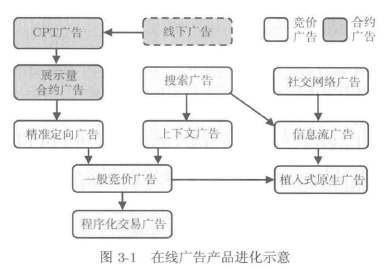 CPT广告
线下广告
竞价
广告
合约
广告
展示量
合约广告
搜索广告
社交网络广告
精准定向广告
上下文广告
信息流广告
一般竞价广告
植入式原生广告
程序化交易广告
图 3-1 在线广告产品进化示意